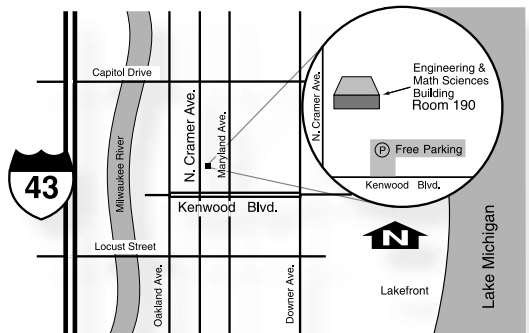 Capitol Drive
N. Cramer Ave.
Maryland Ave.
N. Cramer Ave.
Engineering &
Math Sciences
Building
Room 190
P Free Parking
Kenwood Blvd.
43
Milwaukee River
Kenwood Blvd.
Locust Street
N
Oakland Ave.
Downer Ave.
Lakefront
Lake Michigan